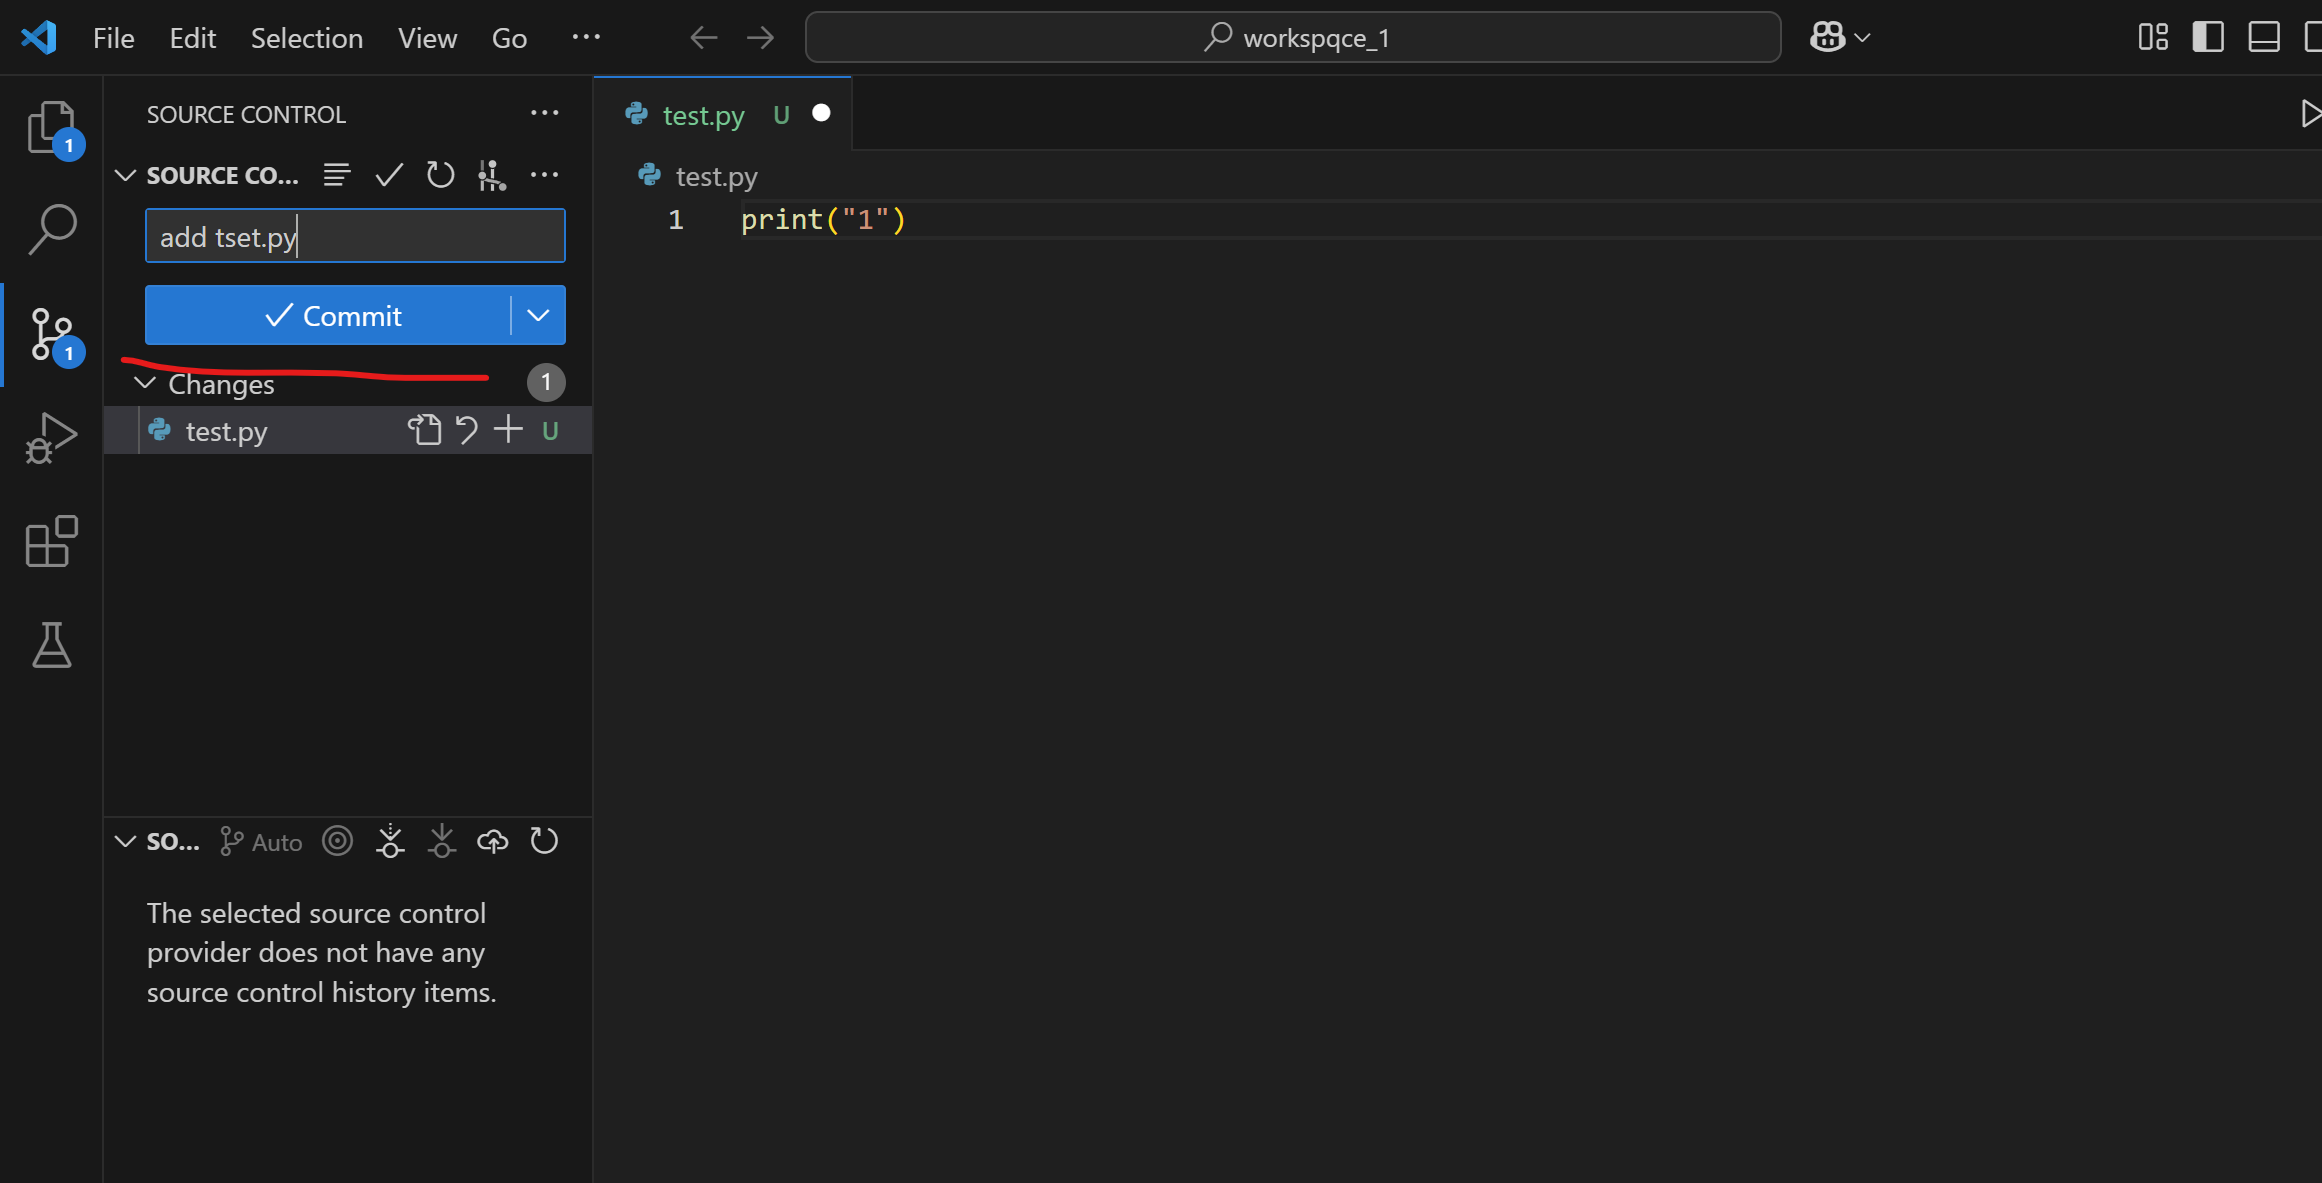 File Edit Selection View Go ··· workspqce_1
1
SOURCE CONTROL ···
test.py U
SOURCE CO... ···
test.py
add tset.py
1 print("1")
Commit
1
Changes 1
test.py U
SO... Auto
The selected source control
provider does not have any
source control history items.